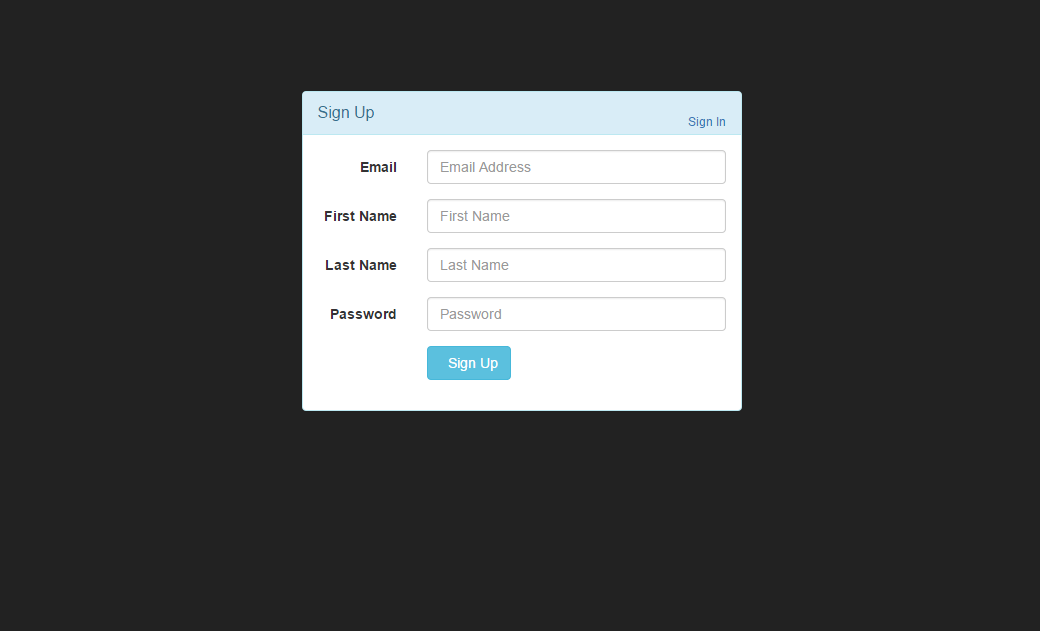 Sign Up
Sign In
Email Email Address
First Name First Name
Last Name Last Name
Password Password
Sign Up